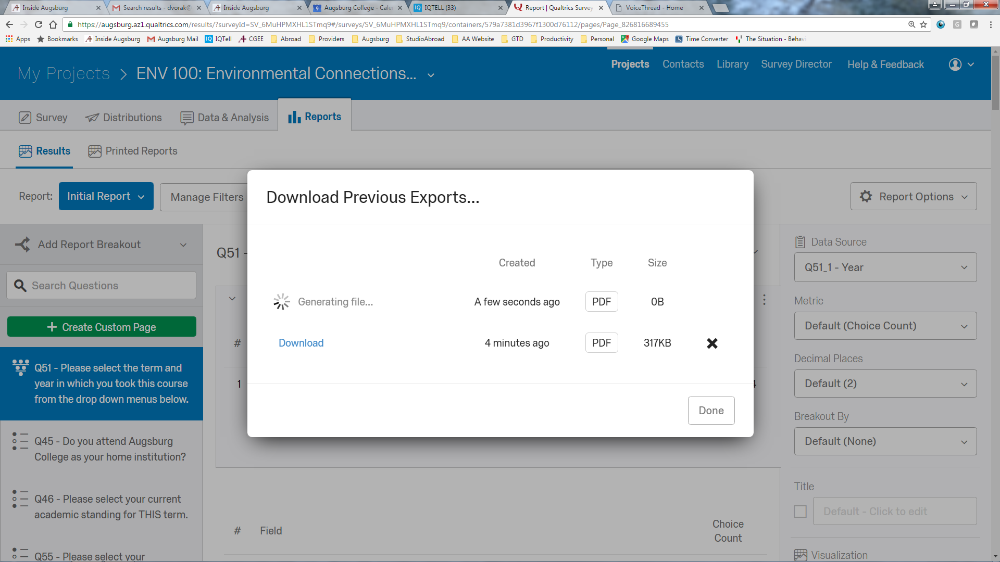 Inside Augsburg
Search results - dvorak@
Inside Augsburg
Augsburg College - Cale
IQTELL (33)
Report | Qualtrics Survey
VoiceThread - Home
https://augsburg.az1.qualtrics.com/results/?surveyId=SV_6MuHPMXHL1STmq9#/surveys/SV_6MuHPMXHL1STmq9/containers/579a7381d3967f1300d76112/pages/Page_826816689455
Apps Bookmarks Inside Augsburg Augsburg Mail IQTell CGEE Abroad Providers Augsburg StudioAbroad AA Website GTD Productivity Personal Google Maps Time Converter The Situation - Behavi
My Projects > ENV 100: Environmental Connections...
Projects Contacts Library Survey Director Help & Feedback
Survey Distributions Data & Analysis Reports
Results Printed Reports
Report: Initial Report Manage Filters Report Options
Add Report Breakout
Search Questions
+ Create Custom Page
Q51 - Please select the term and
year in which you took this course
from the drop down menus below.
Q45 - Do you attend Augsburg
College as your home institution?
Q46 - Please select your current
academic standing for THIS term.
Q55 - Please select your
Q51 -
#
1
Download Previous Exports...
Created Type Size
Generating file... A few seconds ago PDF 0B
Download 4 minutes ago PDF 317KB
Done
# Field Choice
Count
Data Source
Q51_1 - Year
Metric
Default (Choice Count)
Decimal Places
Default (2)
Breakout By
Default (None)
Title
Default - Click to edit
Visualization